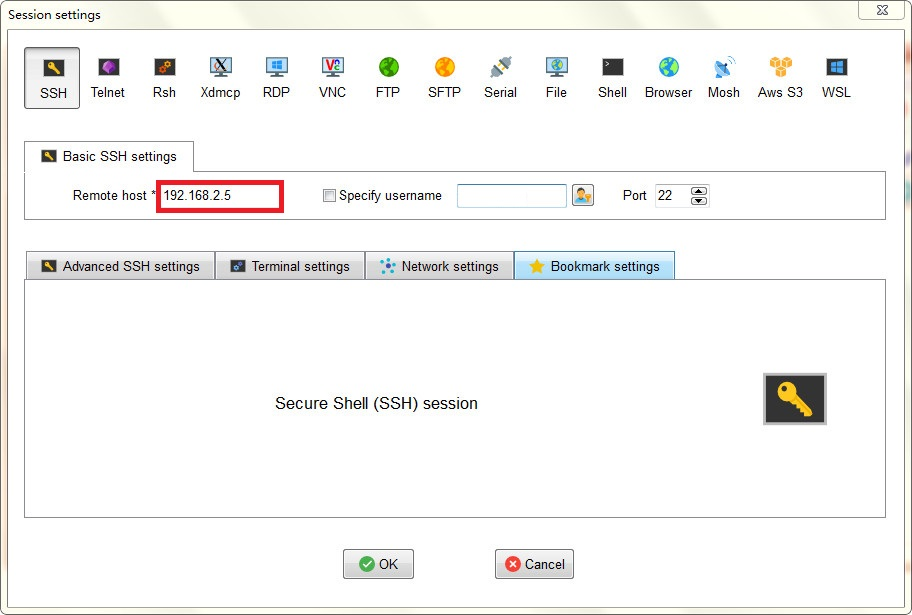 Session settings
SSH Telnet Rsh Xdmcp RDP VNC FTP SFTP Serial File Shell Browser Mosh Aws S3 WSL
Basic SSH settings
Remote host * 192.168.2.5 Specify username Port 22
Advanced SSH settings Terminal settings Network settings Bookmark settings
Secure Shell (SSH) session
OK Cancel